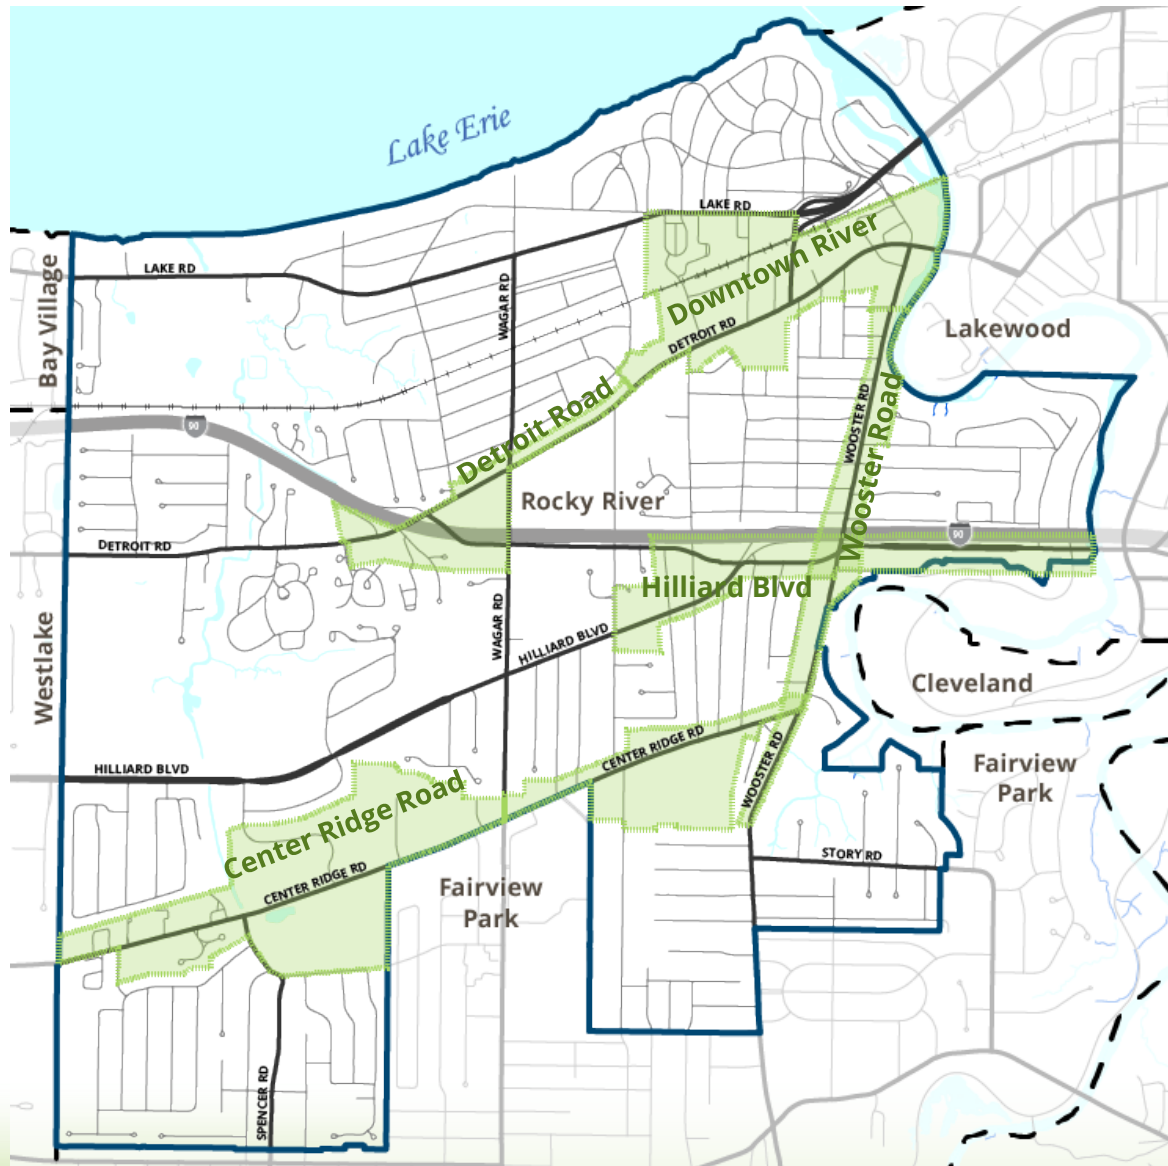 Lake Erie
LAKE RD
Downtown River
LAKE RD
Bay Village
WAGAR RD
DETROIT RD
Lakewood
Detroit Road
WOOSTER RD
Wooster Road
90
Rocky River
90
DETROIT RD
Hilliard Blvd
WAGAR RD
HILLIARD BLVD
Westlake
Cleveland
CENTER RIDGE RD
WOOSTER RD
HILLIARD BLVD
Fairview
Park
Center Ridge Road
STORY RD
CENTER RIDGE RD
Fairview
Park
SPENCER RD